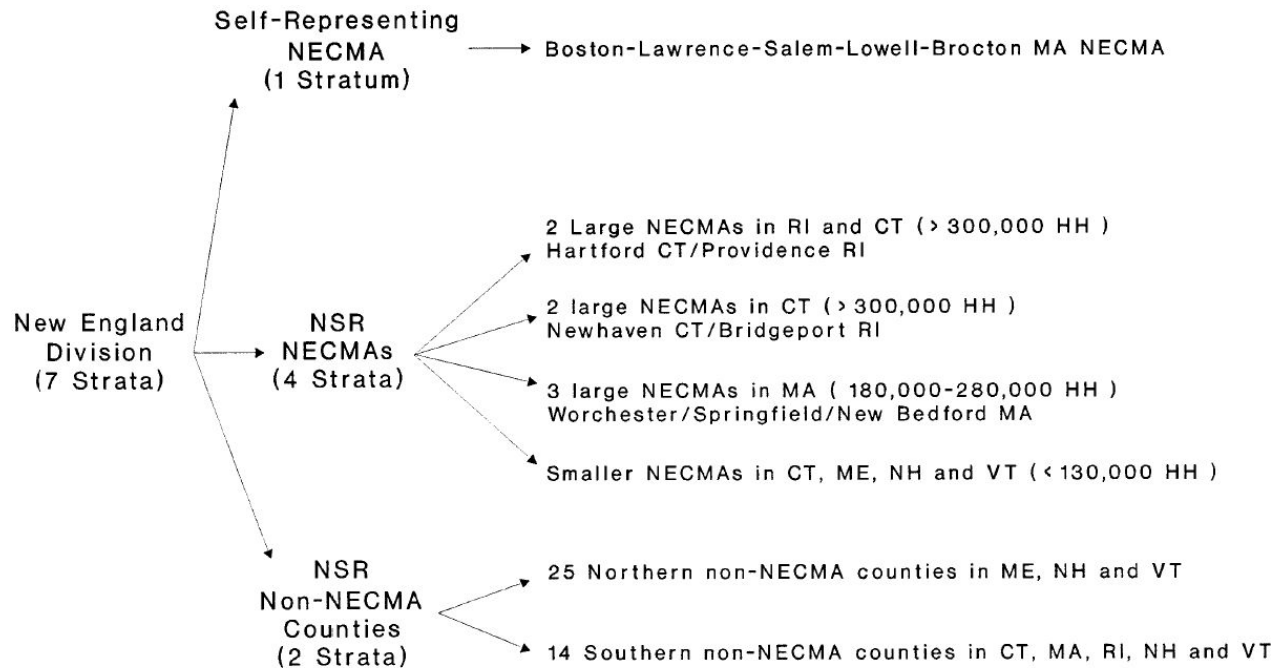 Self-Representing
NECMA
(1 Stratum)
Boston-Lawrence-Salem-Lowell-Brocton MA NECMA
New England
Division
(7 Strata)
NSR
NECMAs
(4 Strata)
2 Large NECMAs in RI and CT (>300,000 HH )
Hartford CT/Providence RI
2 large NECMAs in CT (>300,000 HH )
Newhaven CT/Bridgeport RI
3 large NECMAs in MA ( 180,000-280,000 HH )
Worchester/Springfield/New Bedford MA
Smaller NECMAs in CT, ME, NH and VT (<130,000 HH )
NSR
Non-NECMA
Counties
(2 Strata)
25 Northern non-NECMA counties in ME, NH and VT
14 Southern non-NECMA counties in CT, MA, RI, NH and VT